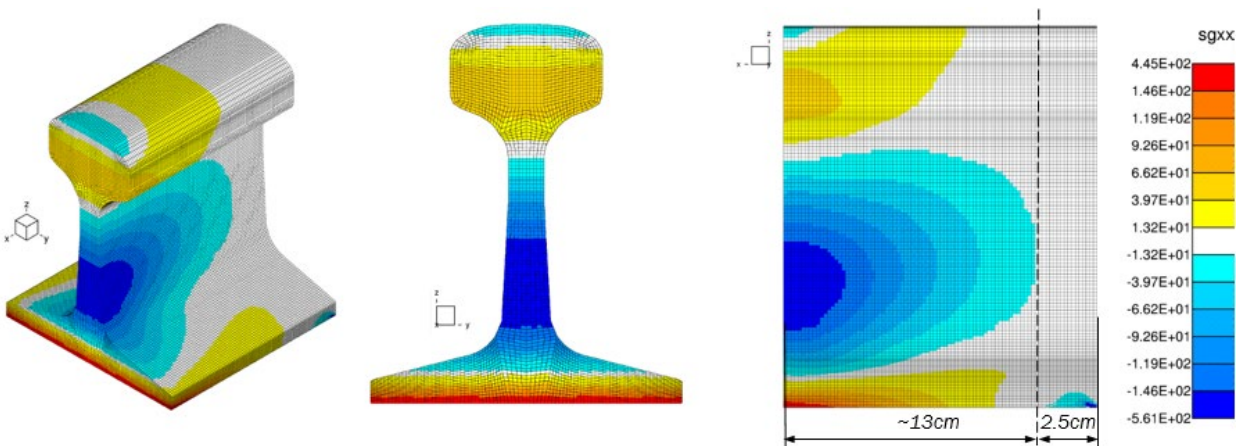 z
x
y
z
x
y
z
x
y
sgxx
4.45E+02
1.46E+02
1.19E+02
9.26E+01
6.62E+01
3.97E+01
1.32E+01
-1.32E+01
-3.97E+01
-6.62E+01
-9.26E+01
-1.19E+02
-1.46E+02
-5.61E+02
~13cm
2.5cm